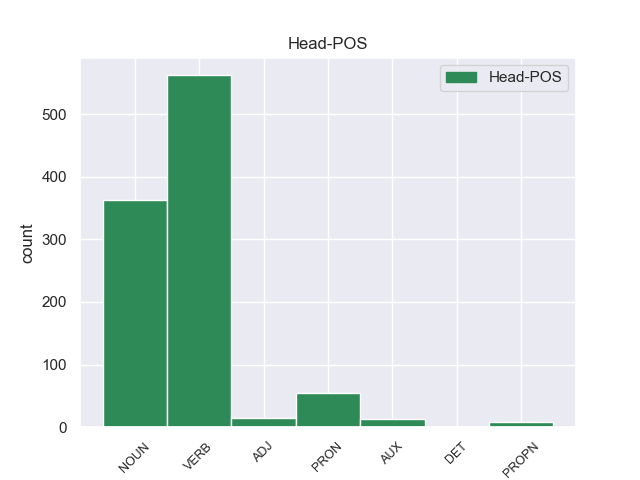 Head-POS
Head-POS
500
400
300
200
100
0
count
NOUN
VERB
ADJ
PRON
AUX
DET
PROPN